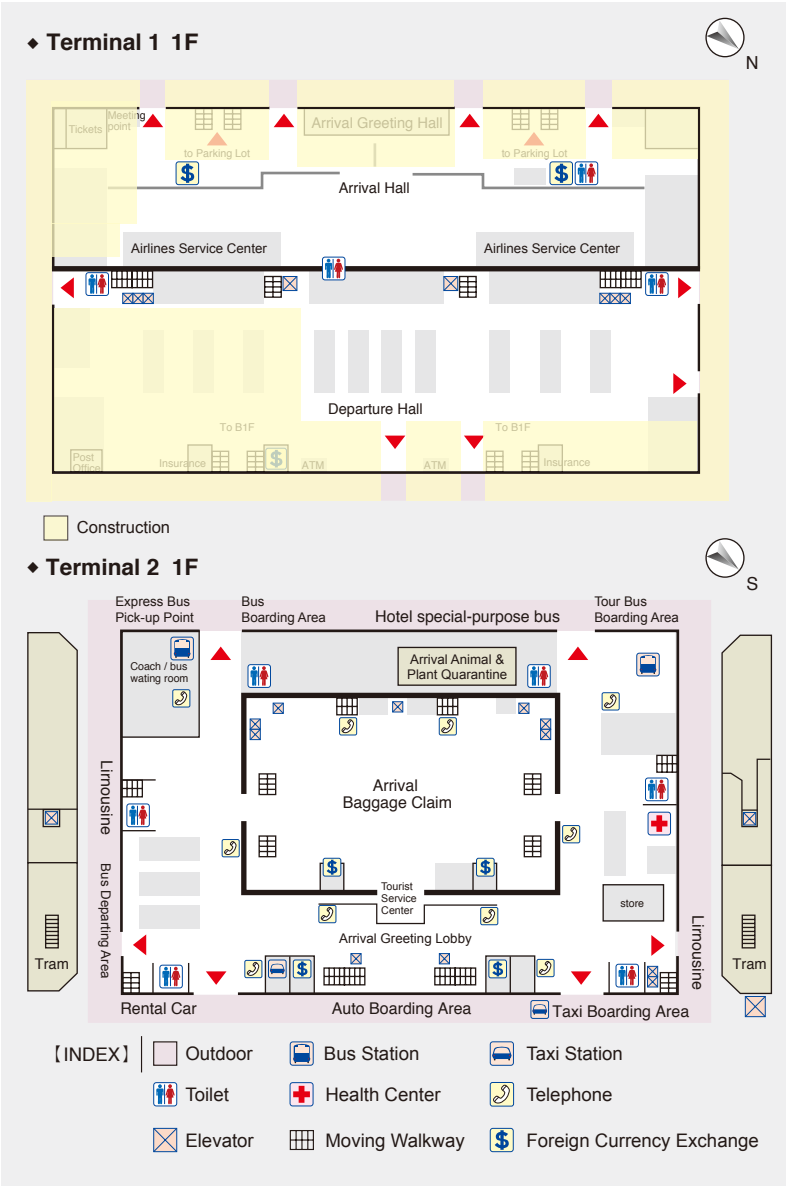 Terminal 1 1F
N
Meeting
point
Tickets
Arrival Greeting Hall
to Parking Lot
to Parking Lot
Arrival Hall
Airlines Service Center
Airlines Service Center
Departure Hall
To B1F
To B1F
Post
Office
Insurance
ATM
ATM
Insurance
Construction
Terminal 2 1F
S
Express Bus
Pick-up Point
Bus
Boarding Area
Hotel special-purpose bus
Tour Bus
Boarding Area
Coach / bus
wating room
Arrival Animal &
Plant Quarantine
Limousine
Arrival
Baggage Claim
Bus Departing Area
Tourist
Service
Center
store
Arrival Greeting Lobby
Limousine
Tram
Tram
Rental Car
Auto Boarding Area
Taxi Boarding Area
【INDEX】
Outdoor
Bus Station
Taxi Station
Toilet
Health Center
Telephone
Elevator
Moving Walkway
Foreign Currency Exchange